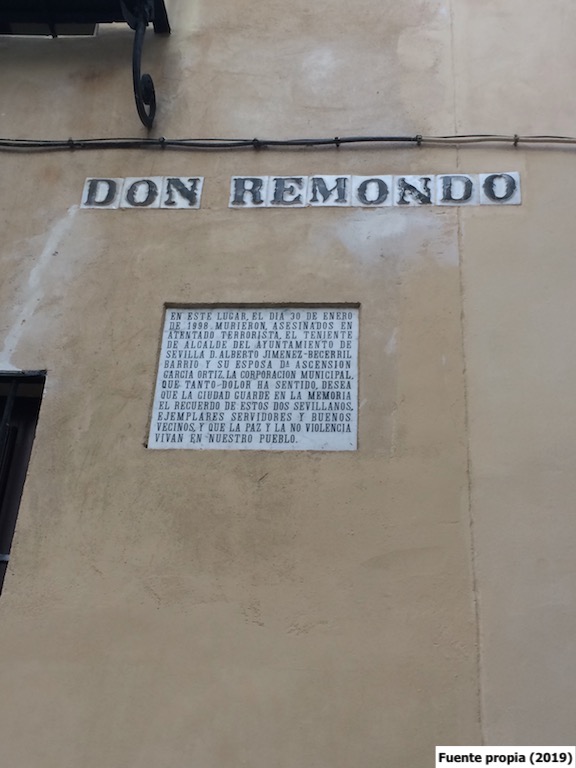 DON REMONDO
EN ESTE LUGAR, EL DIA 30 DE ENERO
DE 1998, MURIERON, ASESINADOS EN
ATENTADO TERRORISTA, EL TENIENTE
DE ALCALDE DEL AYUNTAMIENTO DE
SEVILLA D. ALBERTO JIMENEZ-BECERRIL
BARRIO Y SU ESPOSA Dª ASCENSION
GARCIA ORTIZ. LA CORPORACION MUNICIPAL,
QUE TANTO DOLOR HA SENTIDO, DESEA
QUE LA CIUDAD GUARDE EN LA MEMORIA
EL RECUERDO DE ESTOS DOS SEVILLANOS,
EJEMPLARES SERVIDORES Y BUENOS
VECINOS, Y QUE LA PAZ Y LA NO VIOLENCIA
VIVAN EN NUESTRO PUEBLO.
Fuente propia (2019)